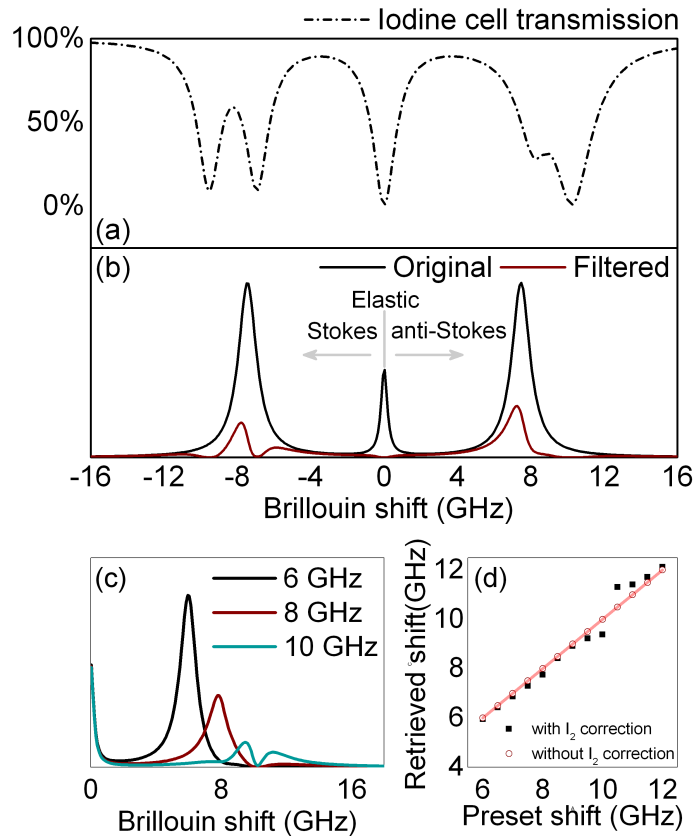 Iodine cell transmission
100%
50%
0%
(a)
(b)
Original
Filtered
Elastic
Stokes
anti-Stokes
-16 -12 -8 -4 0 4 8 12 16
Brillouin shift (GHz)
(c)
6 GHz
8 GHz
10 GHz
0 8 16
Brillouin shift (GHz)
Retrieved shift(GHz)
12
10
8
6
4
(d)
with I₂ correction
without I₂ correction
6 7 8 9 10 11 12
Preset shift (GHz)